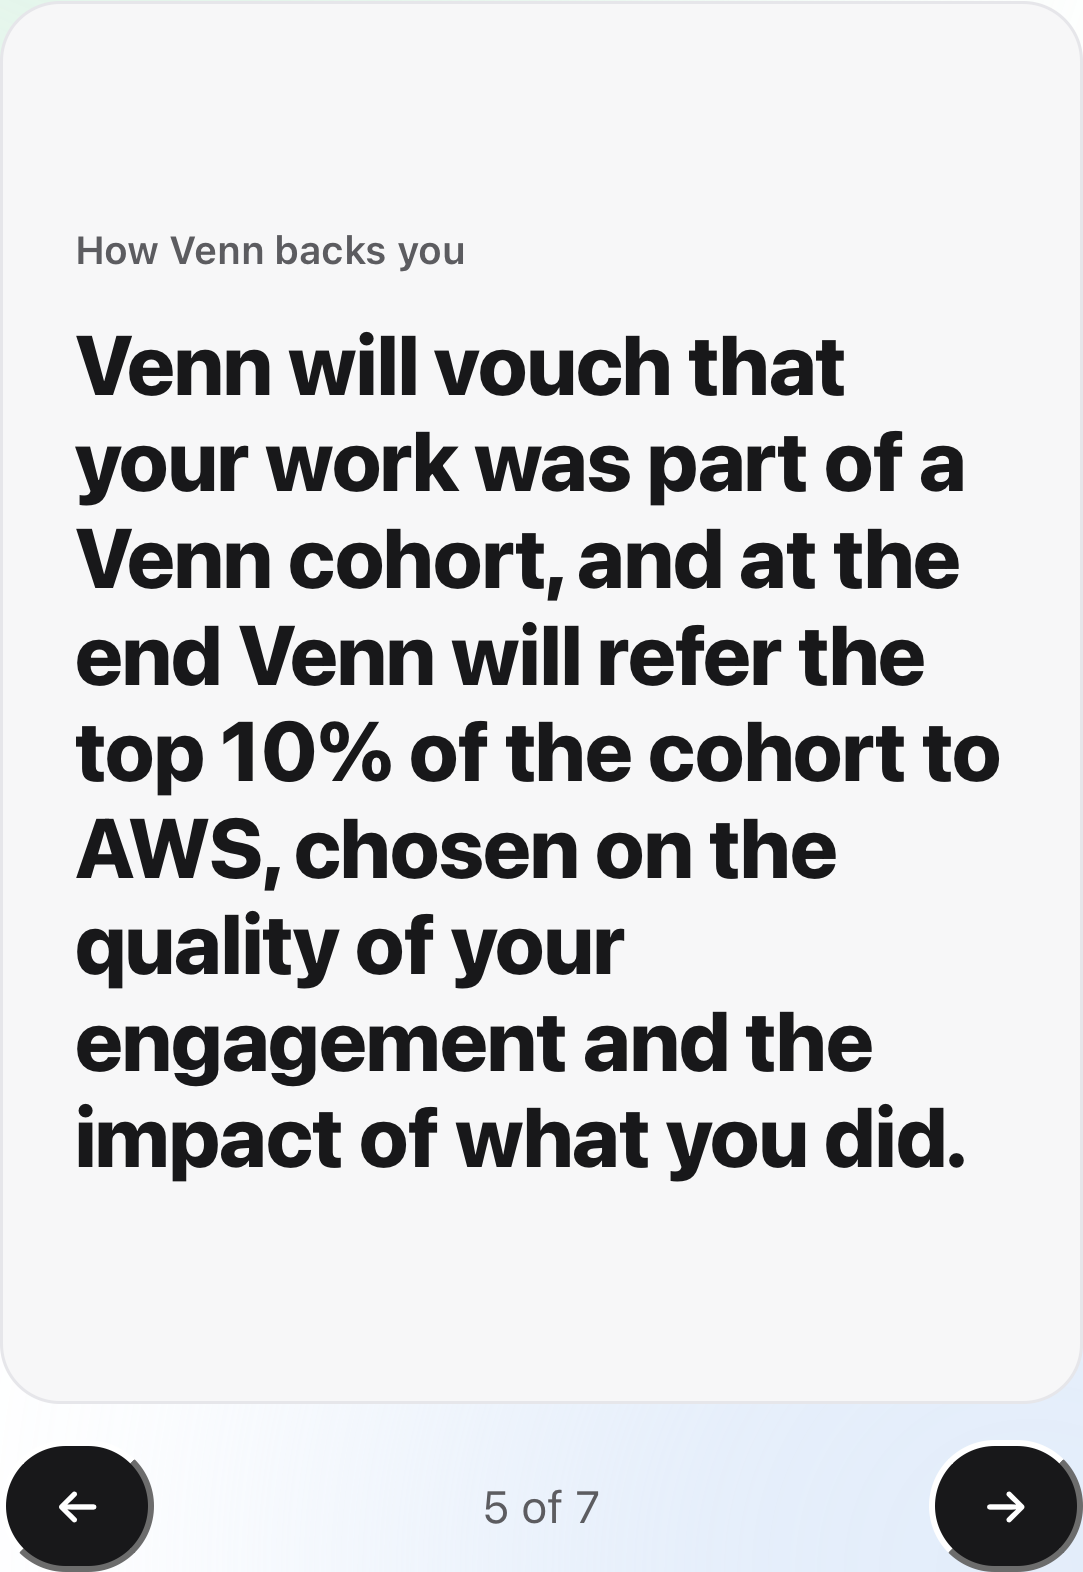 How Venn backs you
Venn will vouch that
your work was part of a
Venn cohort, and at the
end Venn will refer the
top 10% of the cohort to
AWS, chosen on the
quality of your
engagement and the
impact of what you did.
5 of 7